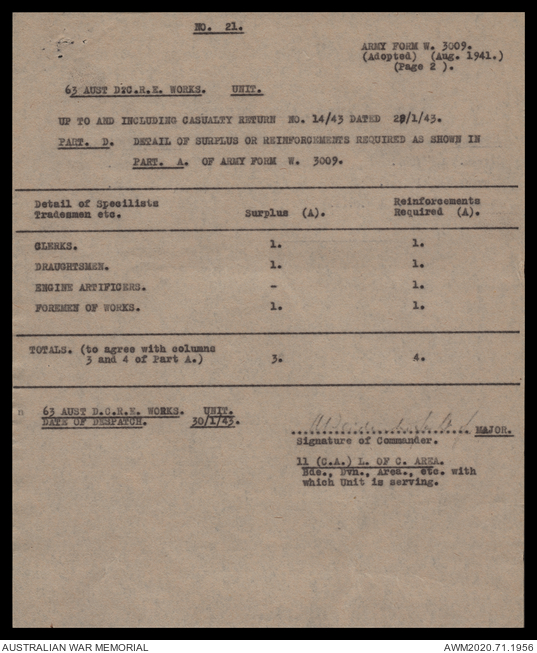 NO. 21.
ARMY FORM W. 3009.
(Adopted) (Aug. 1941.)
(Page 2 ).
63 AUST D.C.R.E. WORKS. UNIT.
UP TO AND INCLUDING CASUALTY RETURN NO. 14/43 DATED 29/1/43.
PART. D. DETAIL OF SURPLUS OR REINFORCEMENTS REQUIRED AS SHOWN IN
PART. A. OF ARMY FORM W. 3009.
Detail of Specilists Tradesmen etc. Surplus (A). Reinforcements Required (A).
CLERKS. 1. 1.
DRAUGHTSMEN. 1. 1.
ENGINE ARTIFICERS. - 1.
FOREMEN OF WORKS. 1. 1.
TOTALS. (to agree with columns
3 and 4 of Part A.) 3. 4.
63 AUST D.C.R.E. WORKS. UNIT.
DATE OF DESPATCH. 30/1/43.
MAJOR.
Signature of Commander.
11 (C.A.) L. OF C. AREA.
Bde., Dvn., Area., etc. with
which Unit is serving.
AUSTRALIAN WAR MEMORIAL
AWM2020.71.1956